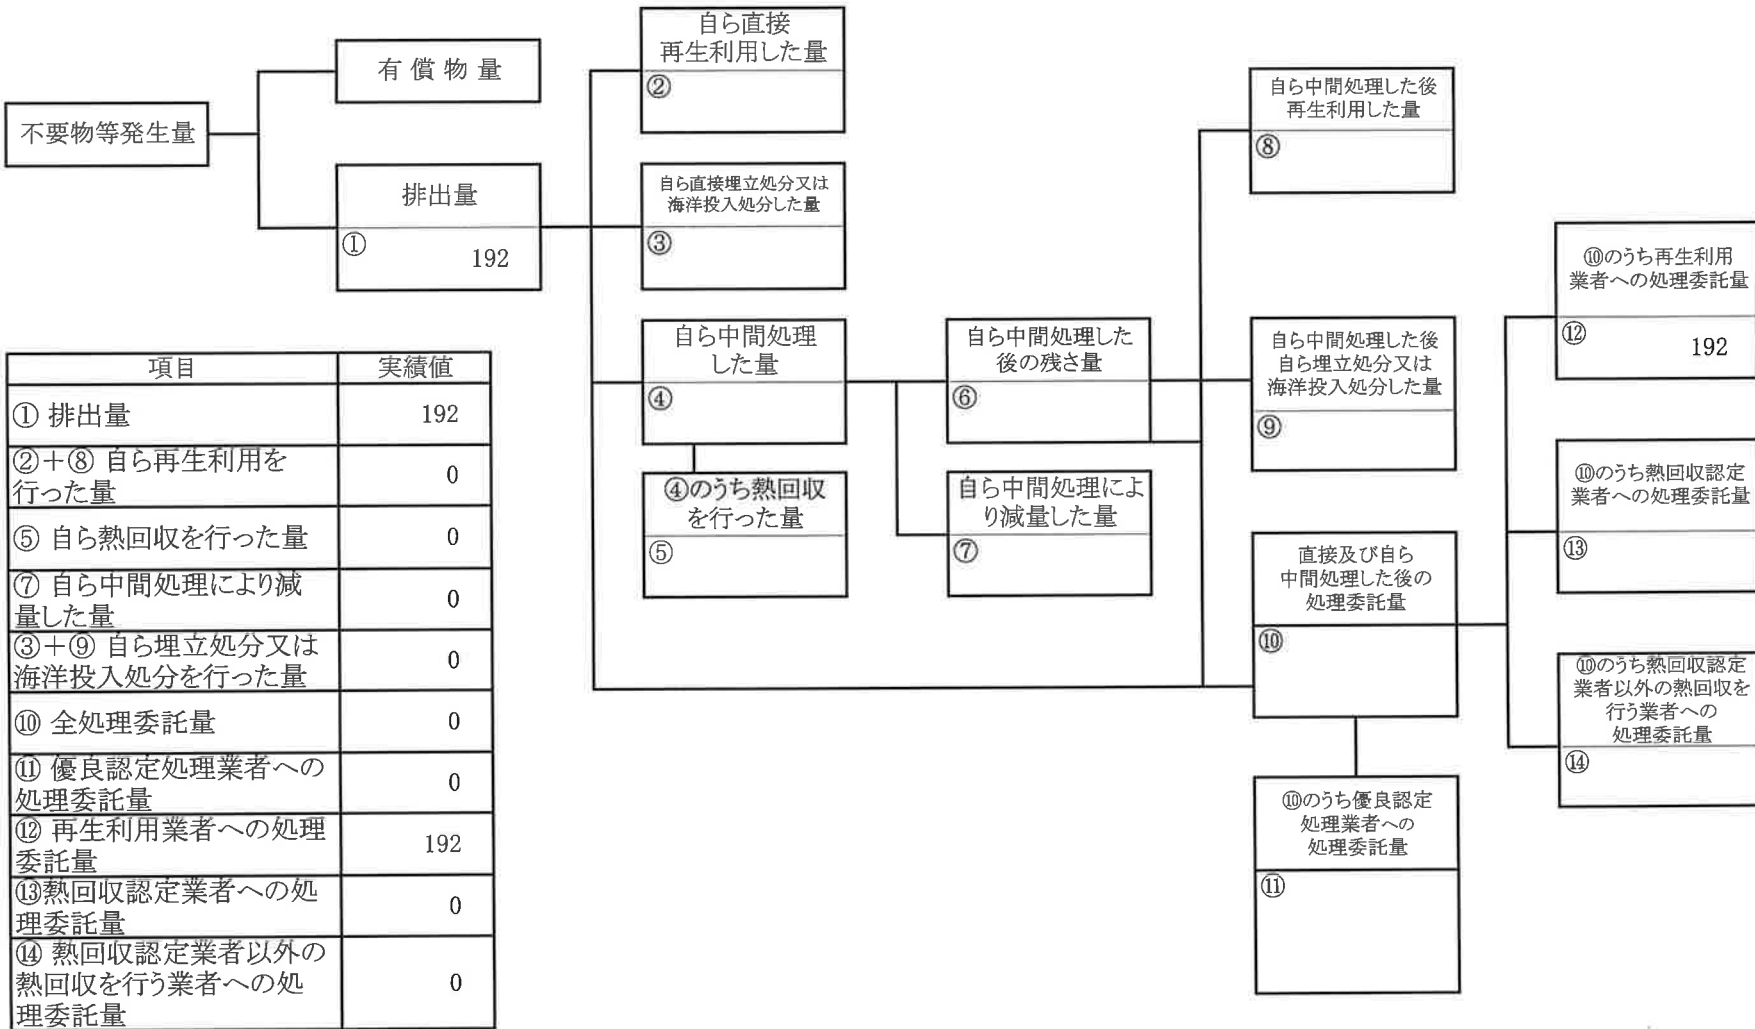 不要物等発生量
有償物量
排出量
①
192
自ら直接
再生利用した量
②
自ら直接埋立処分又は
海洋投入処分した量
③
自ら中間処理
した量
④
④のうち熱回収
を行った量
⑤
自ら中間処理した
後の残さ量
⑥
自ら中間処理によ
り減量した量
⑦
自ら中間処理した後
再生利用した量
⑧
自ら中間処理した後
自ら埋立処分又は
海洋投入処分した量
⑨
直接及び自ら
中間処理した後の
処理委託量
⑩
⑩のうち優良認定
処理業者への
処理委託量
⑪
⑩のうち再生利用
業者への処理委託量
⑫
192
⑩のうち熱回収認定
業者への処理委託量
⑬
⑩のうち熱回収認定
業者以外の熱回収を
行う業者への
処理委託量
⑭
項目 実績値
① 排出量 192
②+⑧ 自ら再生利用を
行った量 0
⑤ 自ら熱回収を行った量 0
⑦ 自ら中間処理により減
量した量 0
③+⑨ 自ら埋立処分又は
海洋投入処分を行った量 0
⑩ 全処理委託量 0
⑪ 優良認定処理業者への
処理委託量 0
⑫ 再生利用業者への処理
委託量 192
⑬熱回収認定業者への処
理委託量 0
⑭ 熱回収認定業者以外の
熱回収を行う業者への処
理委託量 0